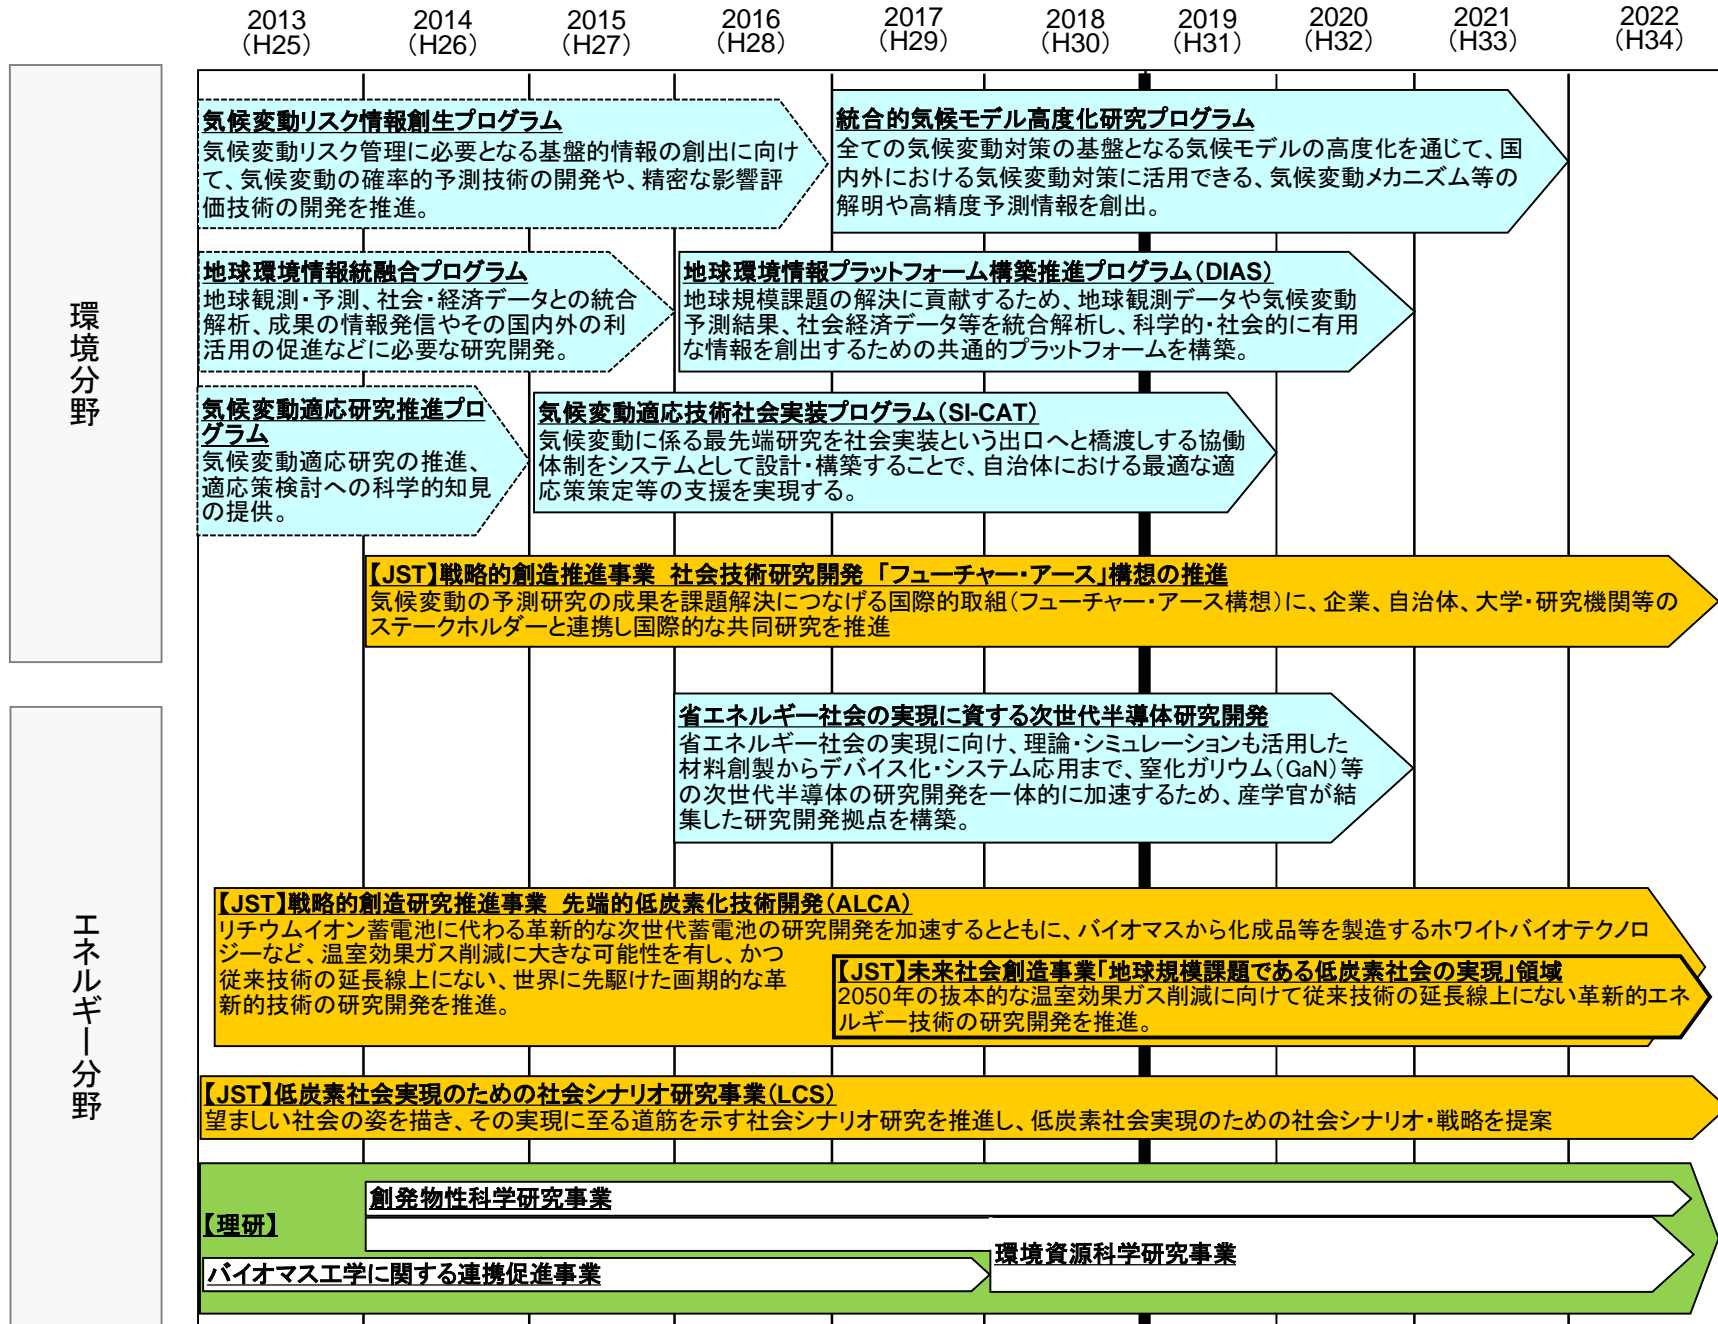 2013
（H25）
2014
（H26）
2015
（H27）
2016
（H28）
2017
（H29）
2018
（H30）
2019
（H31）
2020
（H32）
2021
（H33）
2022
（H34）
環境分野
気候変動リスク情報創生プログラム
気候変動リスク管理に必要となる基盤的情報の創出に向け
て、気候変動の確率的予測技術の開発や、精密な影響評
価技術の開発を推進。
統合的気候モデル高度化研究プログラム
全ての気候変動対策の基盤となる気候モデルの高度化を通じて、国
内外における気候変動対策に活用できる、気候変動メカニズム等の
解明や高精度予測情報を創出。
地球環境情報統融合プログラム
地球観測・予測、社会・経済データとの統合
解析、成果の情報発信やその国内外の利
活用の促進などに必要な研究開発。
地球環境情報プラットフォーム構築推進プログラム（DIAS）
地球規模課題の解決に貢献するため、地球観測データや気候変動
予測結果、社会経済データ等を統合解析し、科学的・社会的に有用
な情報を創出するための共通的プラットフォームを構築。
気候変動適応研究推進プロ
グラム
気候変動適応研究の推進、
適応策検討への科学的知見
の提供。
気候変動適応技術社会実装プログラム（SI-CAT）
気候変動に係る最先端研究を社会実装という出口へと橋渡しする協働
体制をシステムとして設計・構築することで、自治体における最適な適
応策策定等の支援を実現する。
【JST】戦略的創造推進事業 社会技術研究開発 「フューチャー・アース」構想の推進
気候変動の予測研究の成果を課題解決につなげる国際的取組（フューチャー・アース構想）に、企業、自治体、大学・研究機関等の
ステークホルダーと連携し国際的な共同研究を推進
エネルギー分野
省エネルギー社会の実現に資する次世代半導体研究開発
省エネルギー社会の実現に向け、理論・シミュレーションも活用した
材料創製からデバイス化・システム応用まで、窒化ガリウム（GaN）等
の次世代半導体の研究開発を一体的に加速するため、産学官が結
集した研究開発拠点を構築。
【JST】戦略的創造研究推進事業 先端的低炭素化技術開発（ALCA）
リチウムイオン蓄電池に代わる革新的な次世代蓄電池の研究開発を加速するとともに、バイオマスから化成品等を製造するホワイトバイオテクノロ
ジーなど、温室効果ガス削減に大きな可能性を有し、かつ
従来技術の延長線上にない、世界に先駆けた画期的な革
新的技術の研究開発を推進。
【JST】未来社会創造事業「地球規模課題である低炭素社会の実現」領域
2050年の抜本的な温室効果ガス削減に向けて従来技術の延長線上にない革新的エネ
ルギー技術の研究開発を推進。
【JST】低炭素社会実現のための社会シナリオ研究事業（LCS）
望ましい社会の姿を描き、その実現に至る道筋を示す社会シナリオ研究を推進し、低炭素社会実現のための社会シナリオ・戦略を提案
【理研】
創発物性科学研究事業
環境資源科学研究事業
バイオマス工学に関する連携促進事業